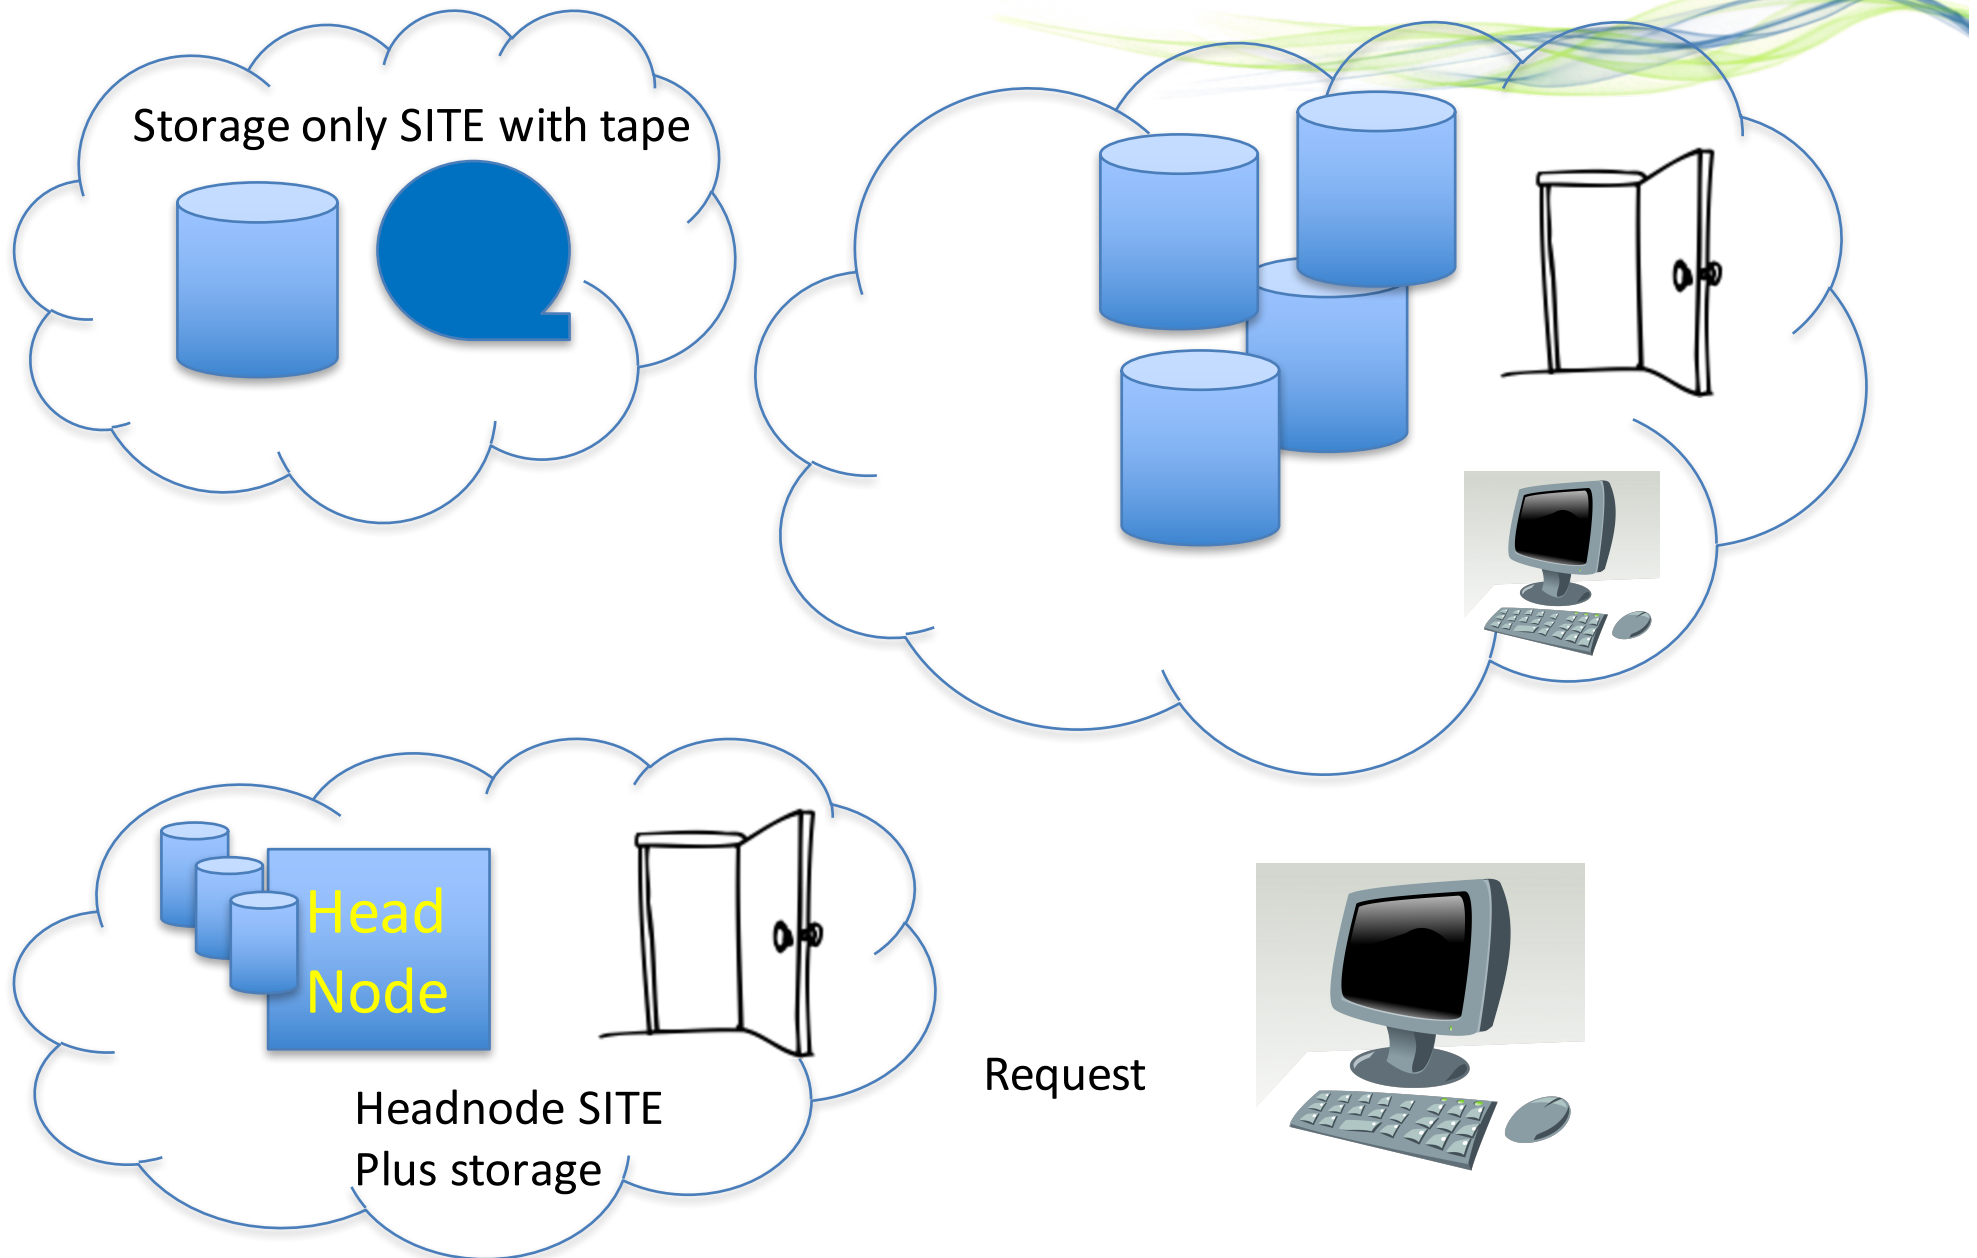 Storage only SITE with tape
Head
Node
Headnode SITE
Plus storage
Request